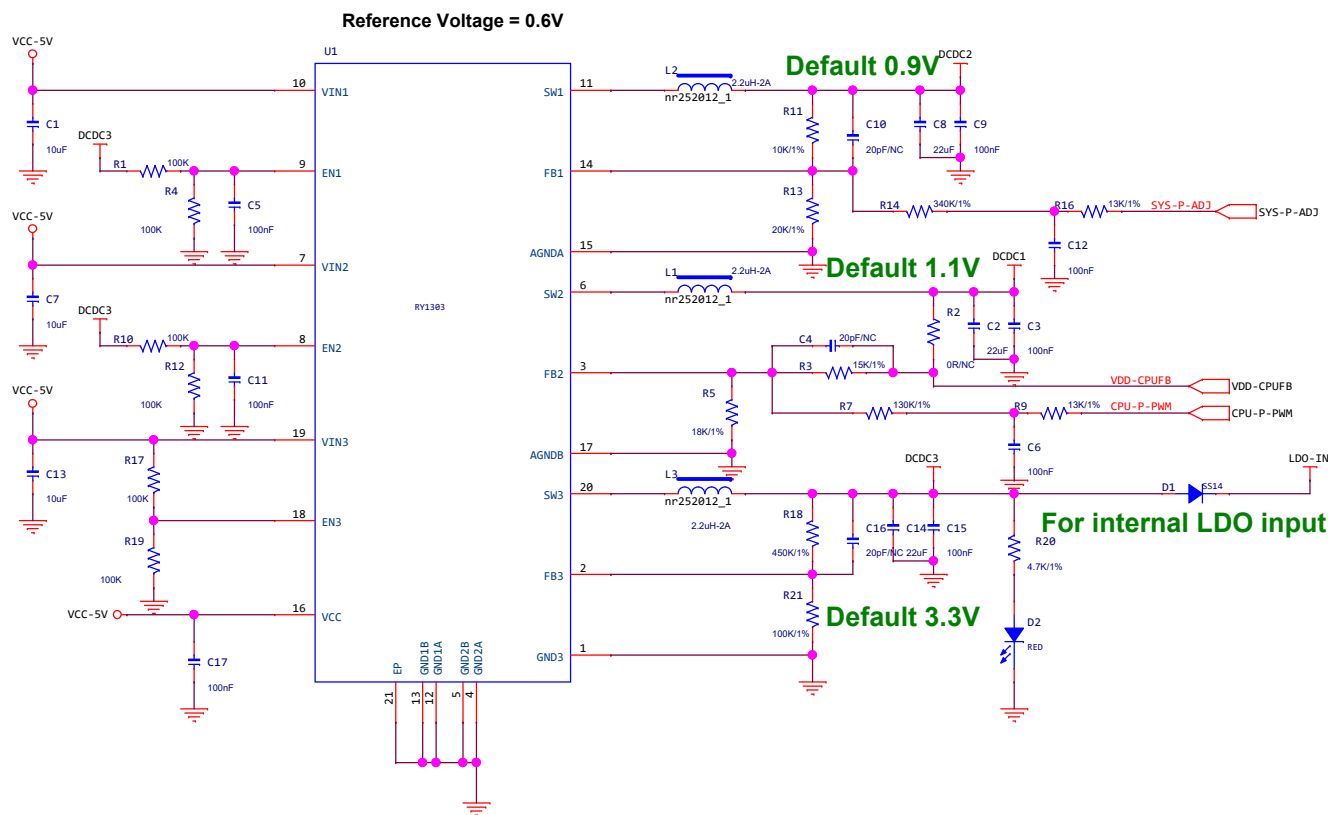 Reference Voltage = 0.6V
VCC-5V
U1
Default 0.9V
DCDC2
L2
2.2uH-2A
nr252012_1
10
VIN1
SW1
11
C1
10uF
R11
10K/1%
C10
20pF/NC
C8
22uF
C9
100nF
DCDC3
R1
100K
9
EN1
FB1
14
R4
100K
C5
100nF
R13
20K/1%
R14
340K/1%
R16
13K/1%
SYS-P-ADJ
SYS-P-ADJ
VCC-5V
C12
100nF
7
VIN2
AGNDA
15
Default 1.1V
DCDC1
L1
2.2uH-2A
nr252012_1
SW2
6
C7
10uF
RY1303
R2
0R/NC
C2
22uF
C3
100nF
DCDC3
R10
100K
8
EN2
C4
20pF/NC
R12
100K
C11
100nF
FB2
3
R3
15K/1%
VDD-CPUFB
VDD-CPUFB
VCC-5V
R5
18K/1%
R7
130K/1%
R9
13K/1%
CPU-P-PWM
CPU-P-PWM
19
VIN3
AGNDB
17
C6
100nF
C13
10uF
R17
100K
L3
nr252012_1
2.2uH-2A
DCDC3
LDO-IN
SW3
20
D1
SS14
18
EN3
R18
450K/1%
C16
20pF/NC
C14
22uF
C15
100nF
For internal LDO input
R20
4.7K/1%
R19
100K
FB3
2
VCC-5V
16
VCC
R21
100K/1%
Default 3.3V
D2
RED
C17
100nF
GND3
1
EP
GND1B
GND1A
GND2B
GND2A
21
13
12
5
4